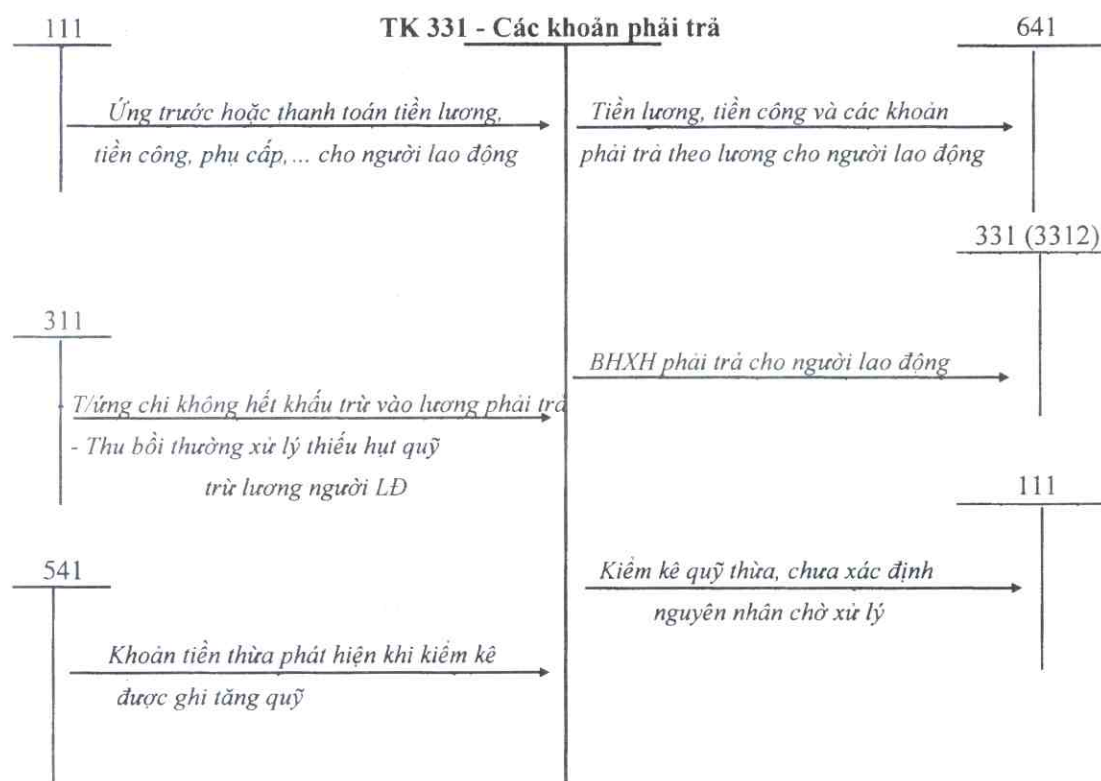 TK 331 - Các khoản phải trả
111
641
Ứng trước hoặc thanh toán tiền lương,
tiền công, phụ cấp,... cho người lao động
Tiền lương, tiền công và các khoản
phải trả theo lương cho người lao động
331 (3312)
311
BHXH phải trả cho người lao động
T/ứng chi không hết khấu trừ vào lương phải trả
- Thu bồi thường xử lý thiếu hụt quỹ
trừ lương người LĐ
111
541
Kiểm kê quỹ thừa, chưa xác định
nguyên nhân chờ xử lý
Khoản tiền thừa phát hiện khi kiểm kê
được ghi tăng quỹ